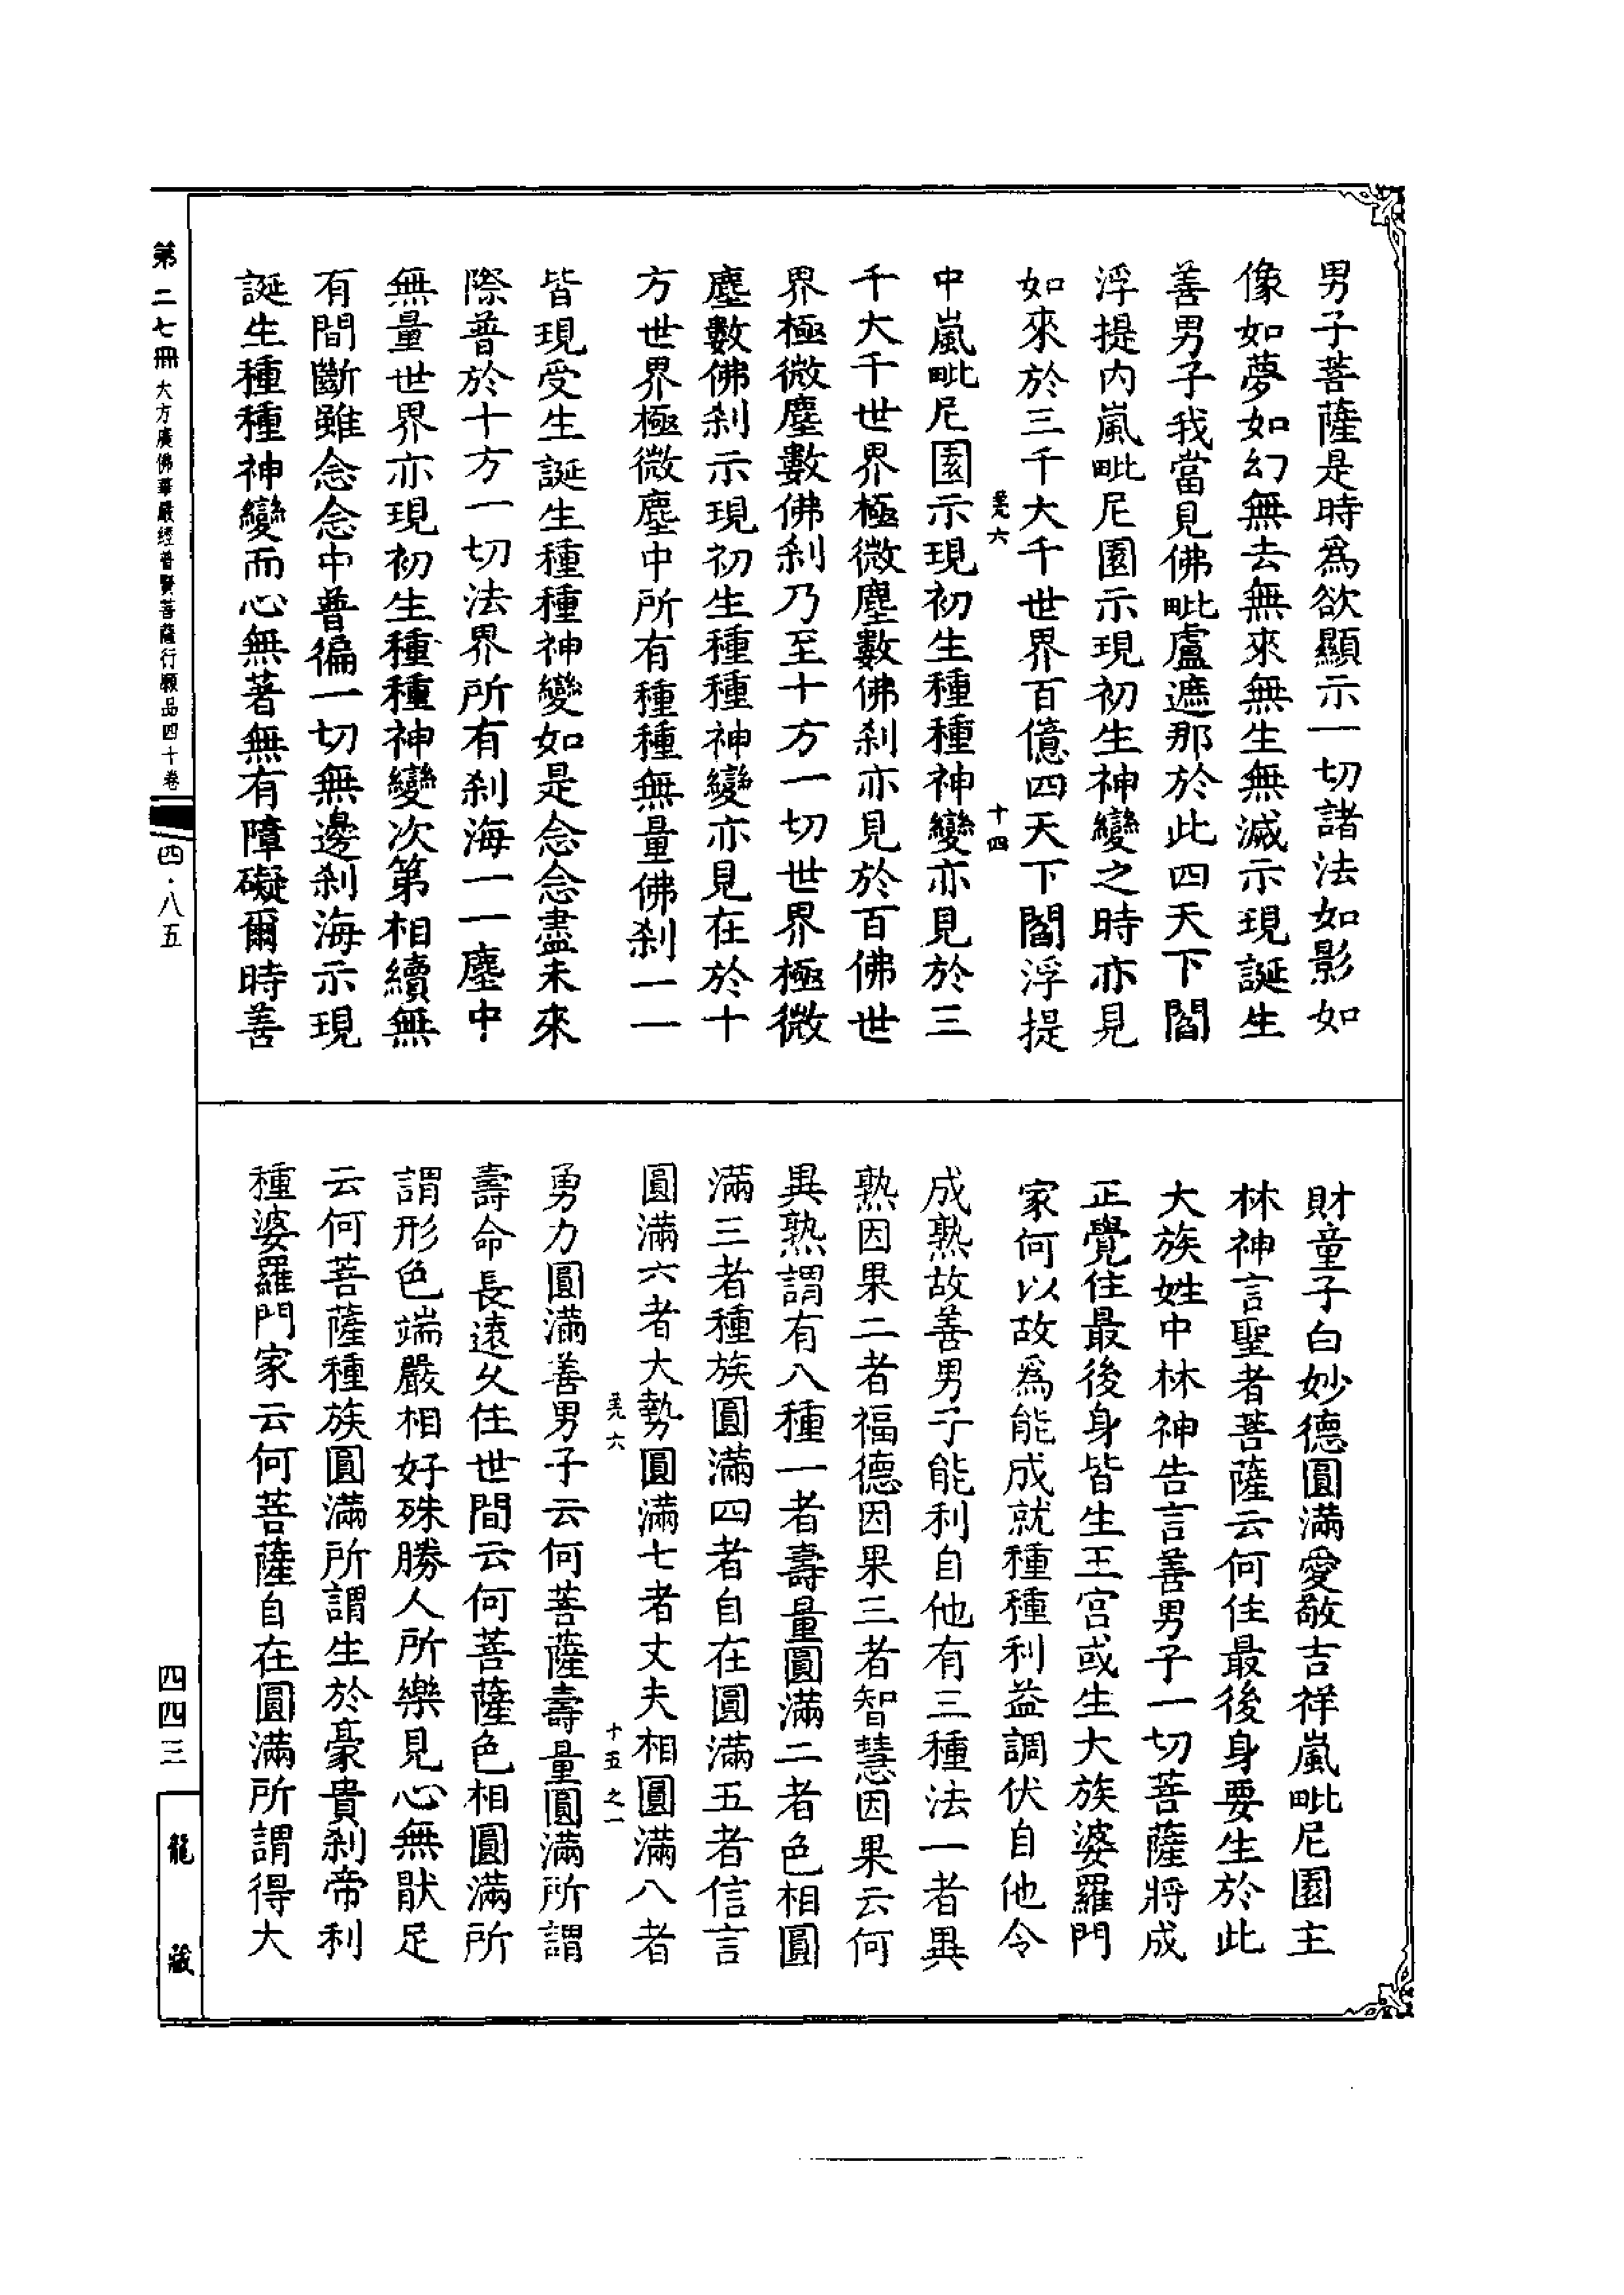 男子菩薩是時爲欲顯示一切諸法如影如
像如夢如幻無去無來無生無滅示現誕生
善男子我當見佛毗盧遮那於此四天下閻
浮提内嵐毗尼園示現初生神變之時亦見
如來於三千大千世界百億四天下閻浮提
六 十四
中嵐毗尼園示現初生種種神變亦見於三
千大千世界極微塵數佛刹亦見於百佛世
界極微塵數佛刹乃至十方一切世界極微
塵數佛刹示現初生種種神變亦見在於十
方世界極微塵中所有種種無量佛刹一一
皆現受生誕生種種神變如是念念盡未來
際普於十方一切法界所有刹海一一塵中
無量世界亦現初生種種神變次第相續無
有間斷雖念念中普徧一切無邊刹海示現
誕生種種神變而心無著無有障礙爾時善
財童子白妙德圓滿愛敬吉祥嵐毗尼園主
林神言聖者菩薩云何住最後身要生於此
大族姓中林神告言善男子一切菩薩將成
正覺住最後身皆生王宫或生大族婆羅門
家何以故爲能成就種種利益調伏自他令
成熟故善男子能利自他有三種法一者異
熟因果二者福德因果三者智慧因果云何
異熟謂有八種一者壽量圓滿二者色相圓
滿三者種族圓滿四者自在圓滿五者信言
圓滿六者大勢圓滿七者丈夫相圓滿八者
六 十五 之一
勇力圓滿善男子云何菩薩壽量圓滿所謂
壽命長遠久住世間云何菩薩色相圓滿所
謂形色端嚴相好殊勝人所樂見心無猒足
云何菩薩種族圓滿所謂生於豪貴刹帝利
種婆羅門家云何菩薩自在圓滿所謂得大
第二七冊 大方廣佛華嚴經普賢菩薩行願品四十卷 四·八五
四四三
龍藏